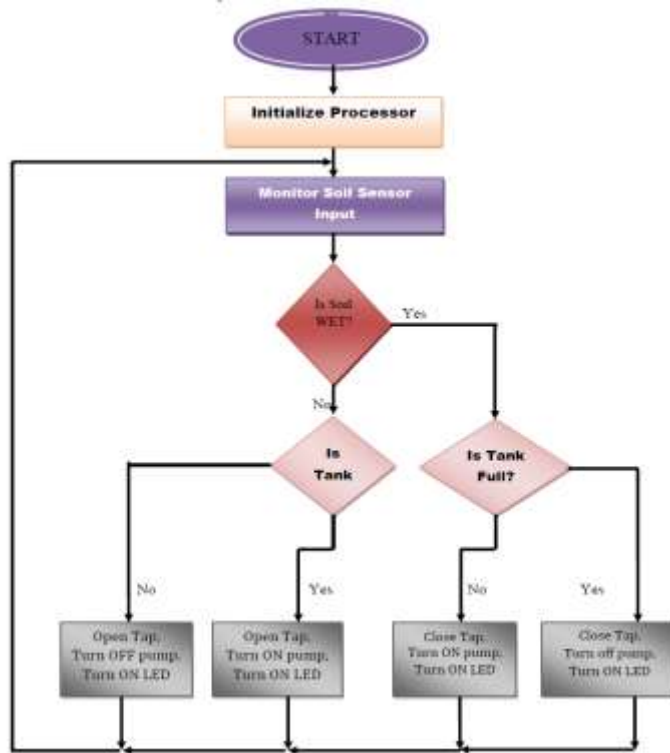 START
Initialize Processor
Monitor Soil Sensor
Input
Is Soil
WET?
Yes
No
Is
Tank
Is Tank
Full?
No
Yes
No
Yes
Open Tap,
Turn OFF pump,
Turn ON LED
Open Tap,
Turn ON pump,
Turn ON LED
Close Tap,
Turn ON pump,
Turn ON LED
Close Tap,
Turn off pump,
Turn ON LED